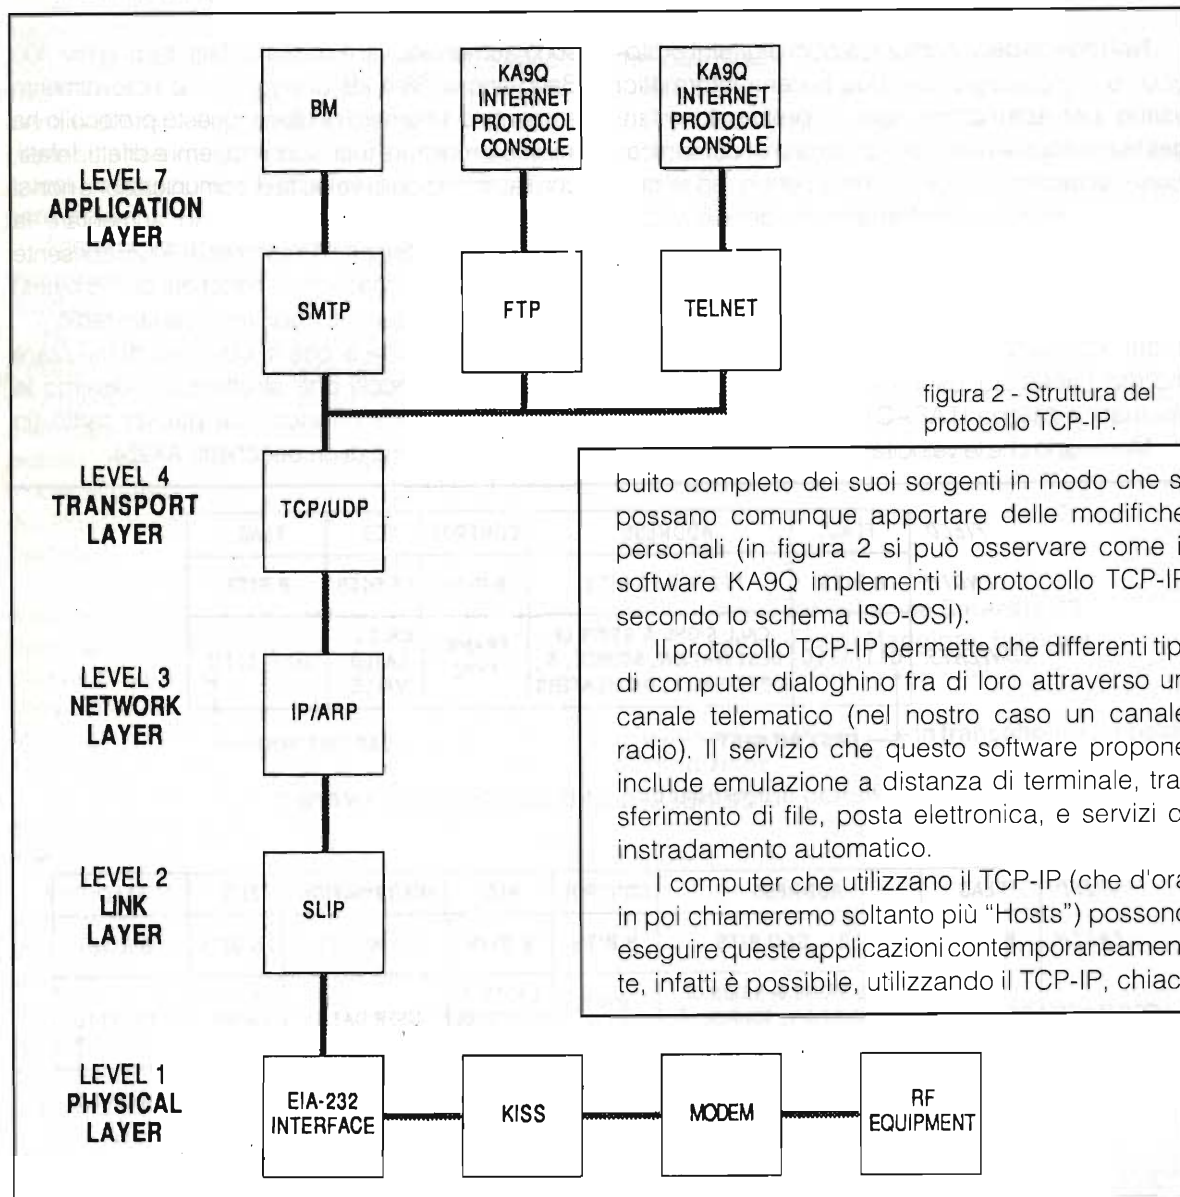 BM
KA9Q
INTERNET
PROTOCOL
CONSOLE
KA9Q
INTERNET
PROTOCOL
CONSOLE
LEVEL 7
APPLICATION
LAYER
SMTP
FTP
TELNET
figura 2 - Struttura del
protocollo TCP-IP.
LEVEL 4
TRANSPORT
LAYER
TCP/UDP
buito completo dei suoi sorgenti in modo che s
possano comunque apportare delle modifiche
personali (in figura 2 si può osservare come i
software KA9Q implementi il protocollo TCP-IP
secondo lo schema ISO-OSI).
Il protocollo TCP-IP permette che differenti tip
di computer dialoghino fra di loro attraverso un
canale telematico (nel nostro caso un canale
radio). Il servizio che questo software propone
include emulazione a distanza di terminale, tra
sferimento di file, posta elettronica, e servizi d
instradamento automatico.
I computer che utilizzano il TCP-IP (che d'ora
in poi chiameremo soltanto più "Hosts") possono
eseguire queste applicazioni contemporaneamen
te, infatti è possibile, utilizzando il TCP-IP, chiac
LEVEL 3
NETWORK
LAYER
IP/ARP
LEVEL 2
LINK
LAYER
SLIP
LEVEL 1
PHYSICAL
LAYER
EIA-232
INTERFACE
KISS
MODEM
RF
EQUIPMENT